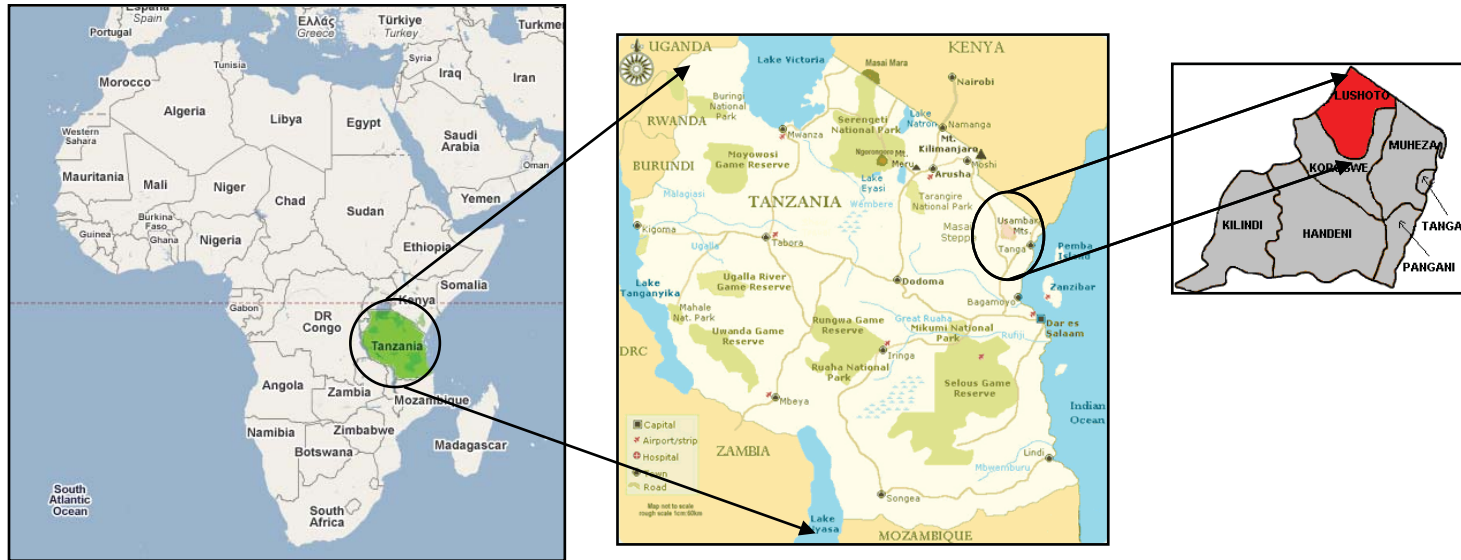 España
Spain
Portugal
Ελλάς
Greece
Türkiye
Turkey
Turkmen
Tunisia
Syria
Morocco
Iraq
Iran
Algeria
Libya
Egypt
Western
Sahara
Saudi
Arabia
Oman
Mauritania
Mali
Niger
Chad
Sudan
Yemen
Burkina
Faso
Guinea
Ghana
Nigeria
Ethiopia
Somalia
Kenya
Gabon
DR
Congo
Tanzania
Angola
Zambia
Mozambique
Zimbabwe
Namibia
Botswana
Madagascar
South
Atlantic
Ocean
South
Africa
UGANDA
KENYA
Lake Victoria
Masai Mara
Nairobi
Buringi
National
Park
RWANDA
Mwanza
Serengeti
National Park
Lake
Natron
Namanga
Mt.
Kilimanjaro
Ngorongoro
Mt.
Meru
Moshi
Arusha
BURUNDI
Moyowosi
Game Reserve
Lake
Eyasi
Tarangire
National Park
Malagiasi
Wembere
TANZANIA
Masai
Steppe
Usambara
Mts.
Tanga
Pemba
Island
Kigoma
Ugalla
Tabora
Lake
Tanganyika
Ugalla River
Game Reserve
Dodoma
Bagamoyo
Zanzibar
Mahale
Nat. Park
Great Ruaha
Dar es
Salaam
Uwanda Game
Reserve
Rungwa Game
Reserve
Mikumi National
Park
Rufiji
DRC
Iringa
Ruaha National
Park
Selous Game
Reserve
Mbeya
Indian
Ocean
Capital
Airport/strip
Hospital
Town
Road
Map not to scale
rough scale 1cm:60km
ZAMBIA
Lindi
Mbwemburu
Songea
Lake
MOZAMBIQUE
LUSHOTO
MUHEZA
KOROGWE
KILINDI
HANDENI
TANGA
PANGANI